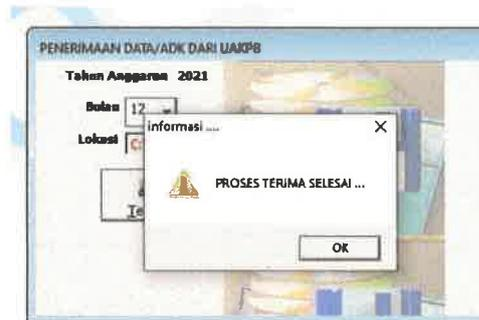 PENERIMAAN DATA/ADK DARI UAKPB
Tahun Anggaran 2021
Bulan 12
informasi ....
Lokasi
PROSES TERIMA SELESAI ...
OK